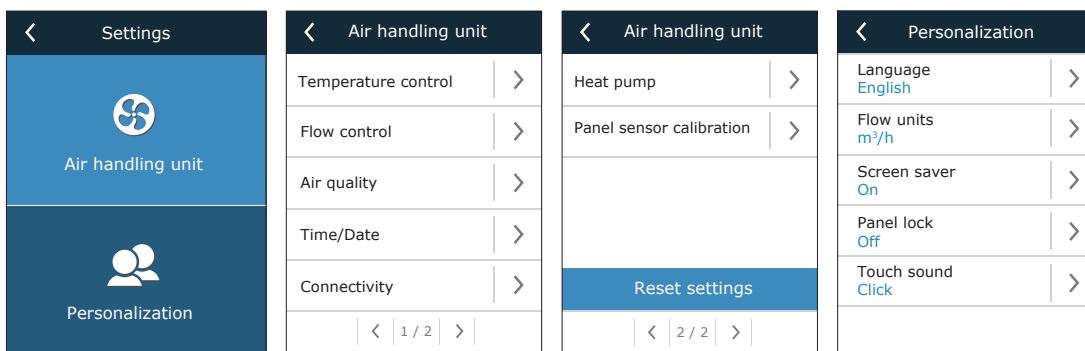 Settings
Air handling unit
Personalization
Air handling unit
Temperature control
Flow control
Air quality
Time/Date
Connectivity
1 / 2
Air handling unit
Heat pump
Panel sensor calibration
Reset settings
2 / 2
Personalization
Language
English
Flow units
m³/h
Screen saver
On
Panel lock
Off
Touch sound
Click